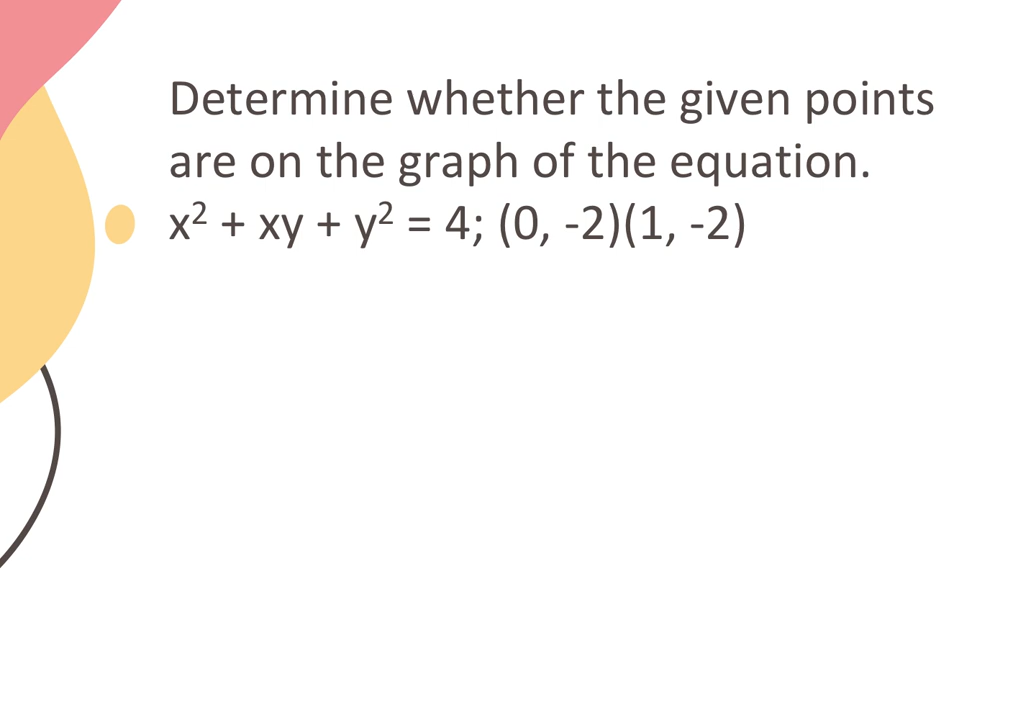 Determine whether the given points
are on the graph of the equation.
x² + xy + y² = 4; (0, -2)(1, -2)